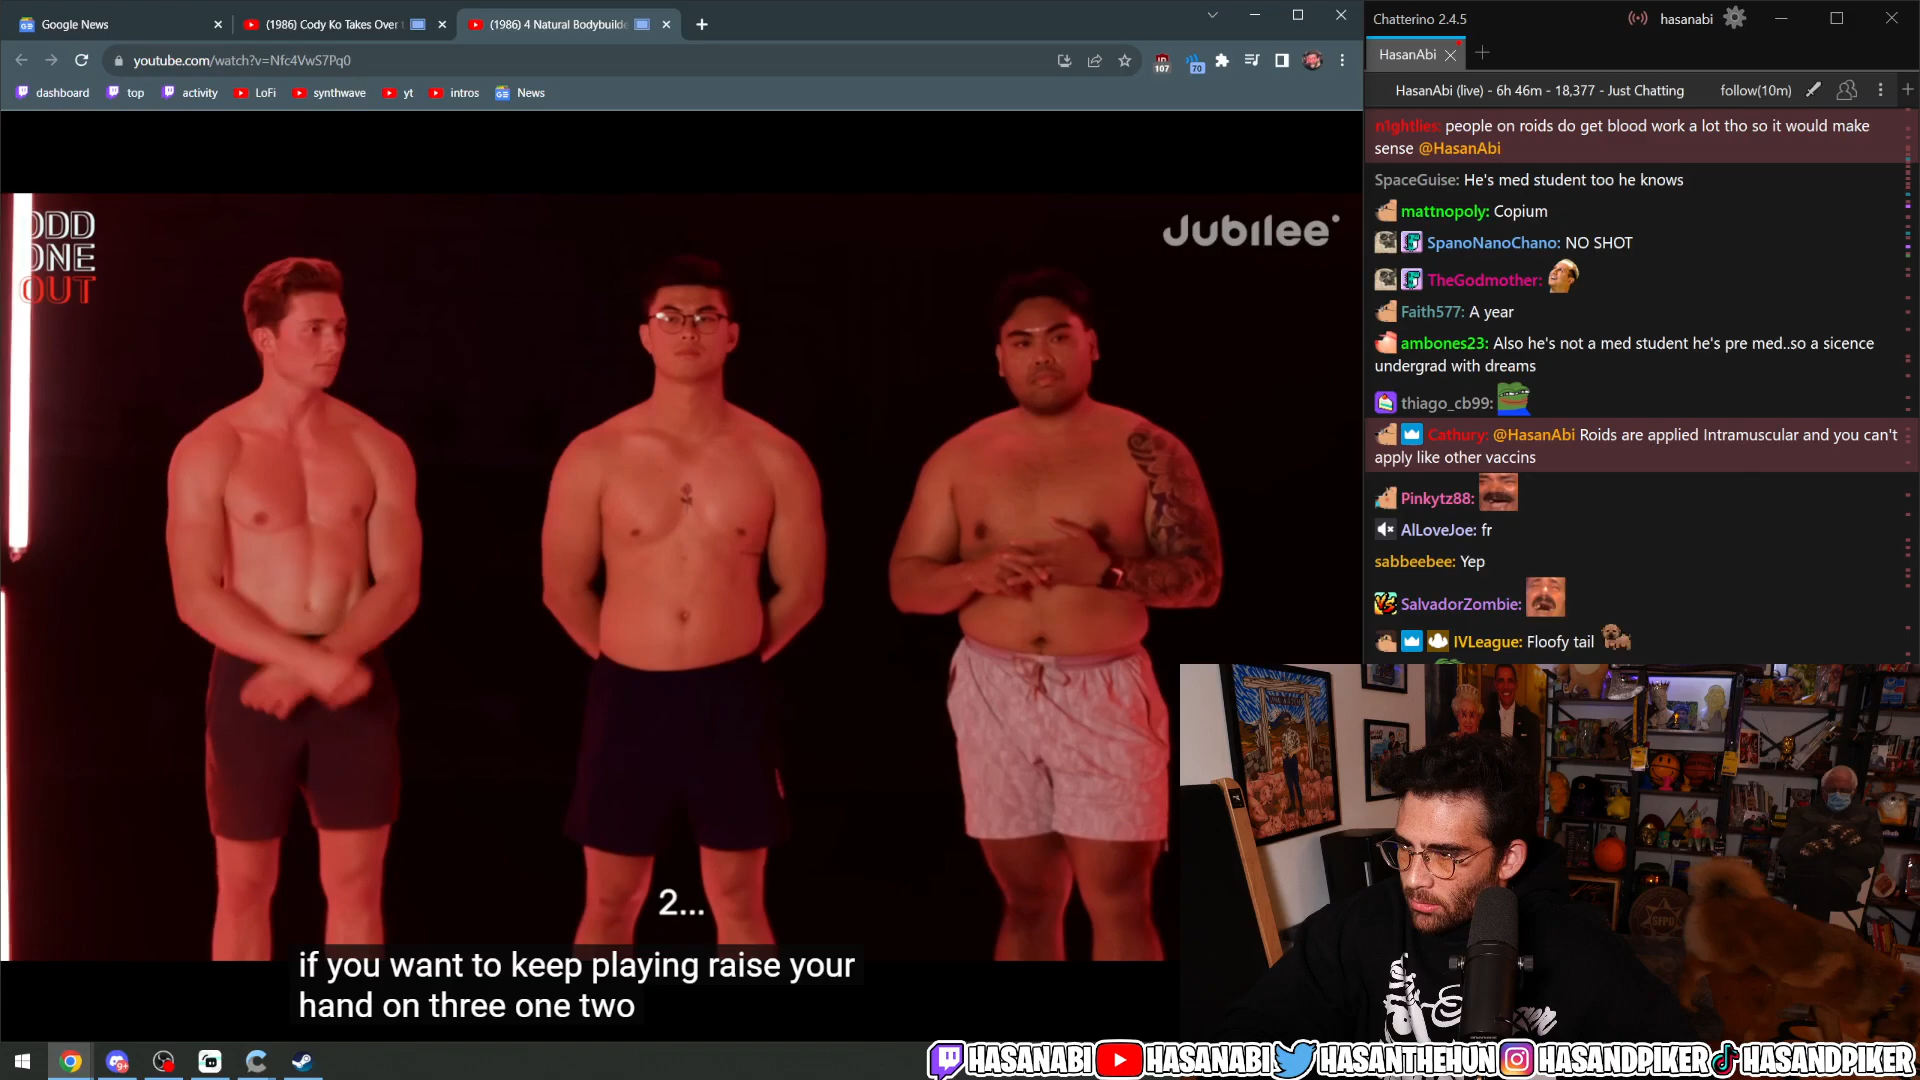 Google News
(1986) Cody Ko Takes Over
(1986) 4 Natural Bodybuilde
youtube.com/watch?v=Nfc4VwS7Pq0
107
70
dashboard
top
activity
LoFi
synthwave
yt
intros
News
ODD
ONE
OUT
Jubilee
2...
if you want to keep playing raise your
hand on three one two
Chatterino 2.4.5
hasanabi
HasanAbi
HasanAbi (live) - 6h 46m - 18,377 - Just Chatting
follow(10m)
n1ghtlies: people on roids do get blood work a lot tho so it would make
sense @HasanAbi
SpaceGuise: He's med student too he knows
mattnopoly: Copium
SpanoNanoChano: NO SHOT
TheGodmother:
Faith577: A year
ambones23: Also he's not a med student he's pre med..so a sicence
undergrad with dreams
thiago_cb99:
Cathury: @HasanAbi Roids are applied Intramuscular and you can't
apply like other vaccins
Pinkytz88:
AlLoveJoe: fr
sabbeebee: Yep
SalvadorZombie:
IVLeague: Floofy tail
HASANABI
HASANABI
HASANTHEHUN
HASANDPIKER
HASANDPIKER